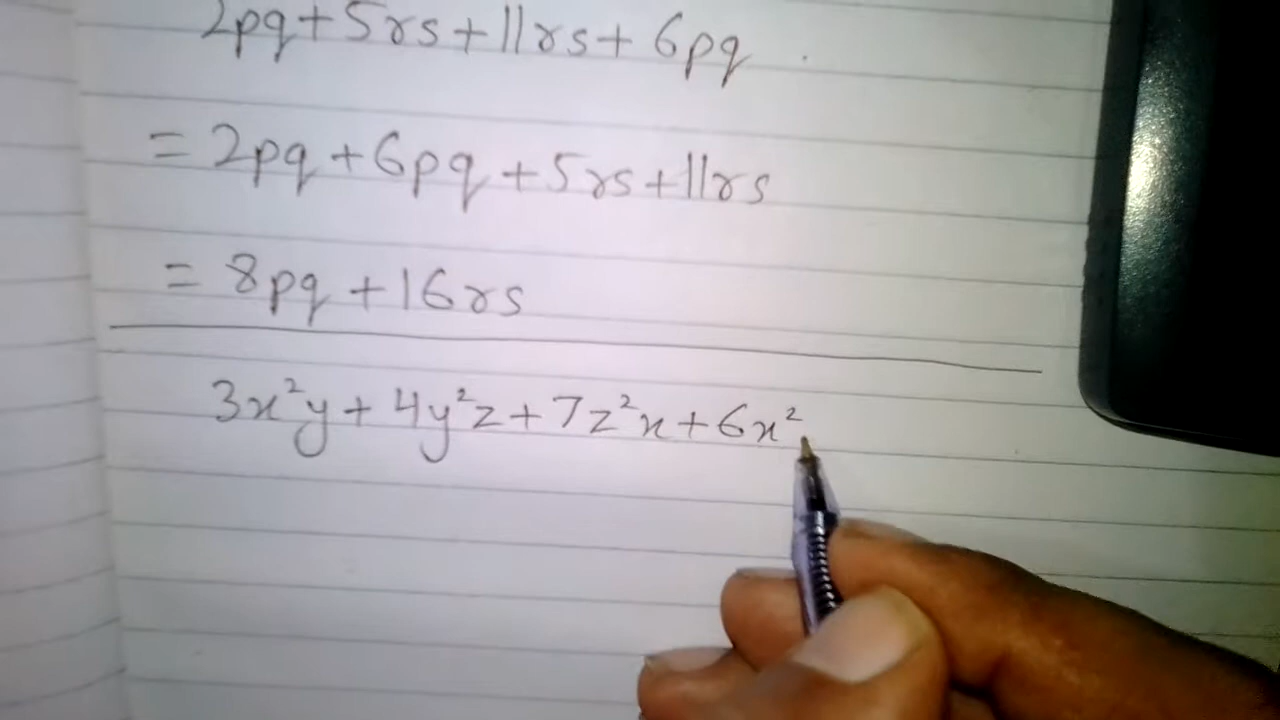 2pq+5rs+11rs+6pq
=2pq+6pq+5rs+11rs
=8pq+16rs
3x²y+4y²z+7z²x+6x²